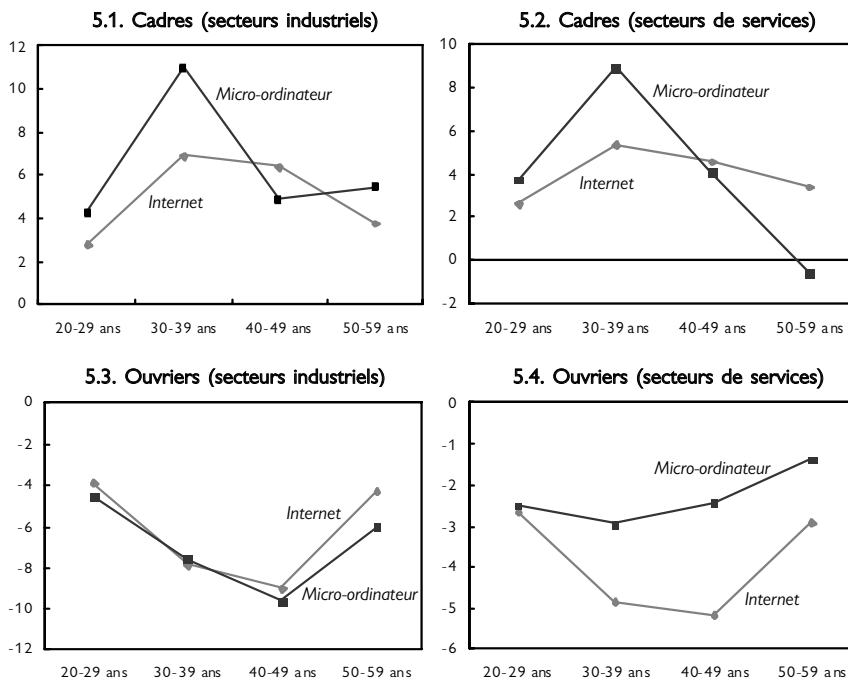 5.1. Cadres (secteurs industriels)
12
10
8
6
4
2
0
Micro-ordinateur
Internet
20-29 ans
30-39 ans
40-49 ans
50-59 ans
5.2. Cadres (secteurs de services)
10
8
6
4
2
0
-2
Micro-ordinateur
Internet
20-29 ans
30-39 ans
40-49 ans
50-59 ans
5.3. Ouvriers (secteurs industriels)
0
-2
-4
-6
-8
-10
-12
Internet
Micro-ordinateur
20-29 ans
30-39 ans
40-49 ans
50-59 ans
5.4. Ouvriers (secteurs de services)
0
-1
-2
-3
-4
-5
-6
Micro-ordinateur
Internet
20-29 ans
30-39 ans
40-49 ans
50-59 ans